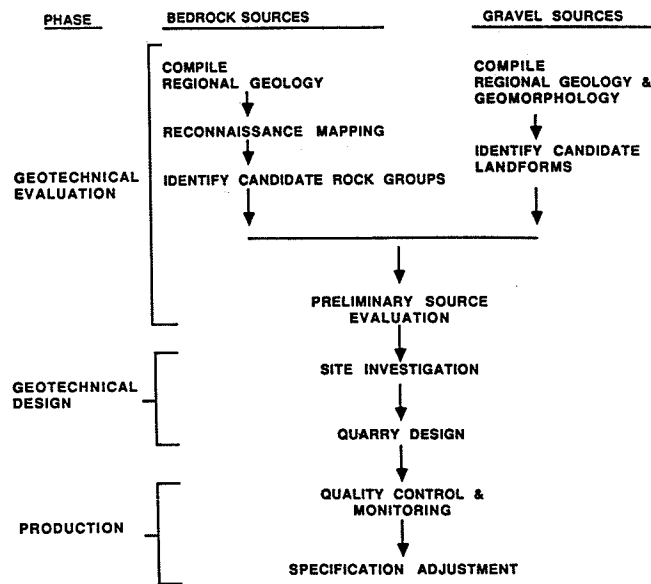 PHASE
BEDROCK SOURCES
GRAVEL SOURCES
COMPILE
REGIONAL GEOLOGY
RECONNAISSANCE MAPPING
IDENTIFY CANDIDATE ROCK GROUPS
COMPILE
REGIONAL GEOLOGY &
GEOMORPHOLOGY
IDENTIFY CANDIDATE
LANDFORMS
GEOTECHNICAL
EVALUATION
PRELIMINARY SOURCE
EVALUATION
GEOTECHNICAL
DESIGN
SITE INVESTIGATION
QUARRY DESIGN
PRODUCTION
QUALITY CONTROL &
MONITORING
SPECIFICATION ADJUSTMENT